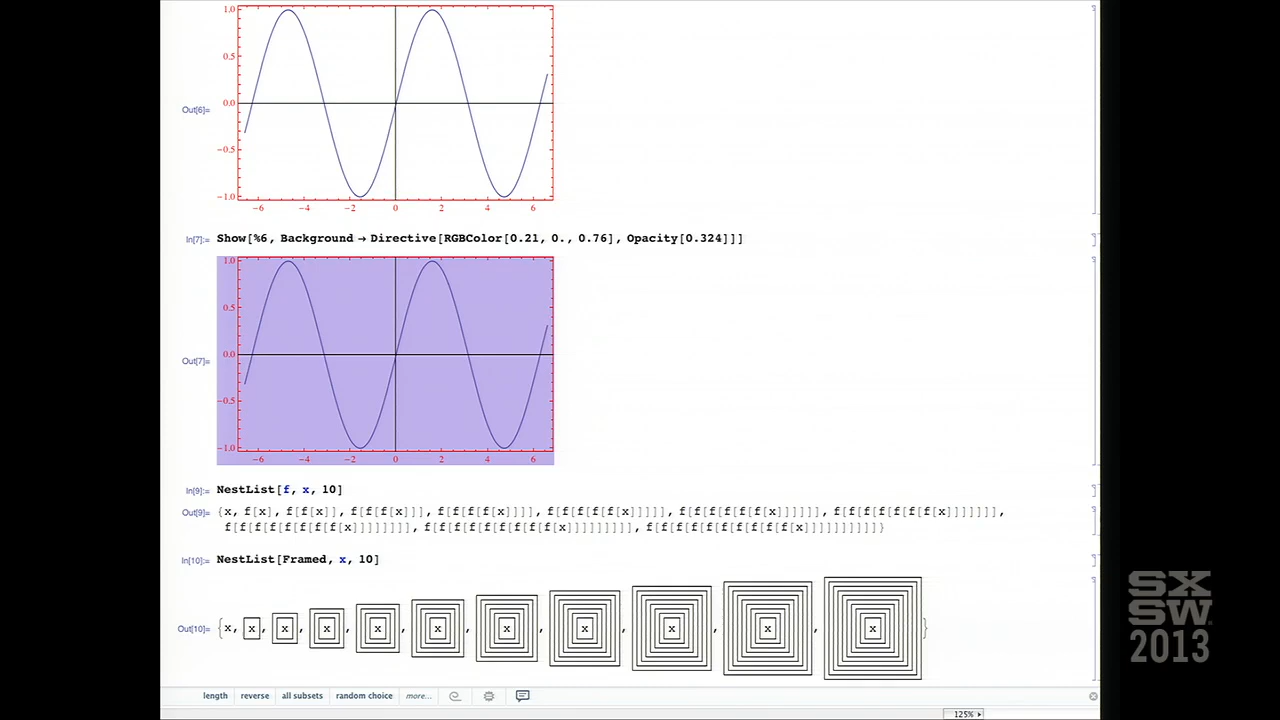 1.0
0.5
Out[6]= 0.0
-0.5
-1.0
-6 -4 -2 0 2 4 6
In[7]:= Show[%6, Background → Directive[RGBColor[0.21, 0., 0.76], Opacity[0.324]]]
1.0
0.5
Out[7]= 0.0
-0.5
-1.0
-6 -4 -2 0 2 4 6
In[9]:= NestList[f, x, 10]
Out[9]= {x, f[x], f[f[x]], f[f[f[x]]], f[f[f[f[x]]]], f[f[f[f[f[x]]]]], f[f[f[f[f[f[x]]]]]], f[f[f[f[f[f[f[x]]]]]]],
f[f[f[f[f[f[f[f[x]]]]]]]], f[f[f[f[f[f[f[f[f[x]]]]]]]]], f[f[f[f[f[f[f[f[f[f[x]]]]]]]]]]}
In[10]:= NestList[Framed, x, 10]
Out[10]= {x, x, x, x, x, x, x, x, x, x, x}
length reverse all subsets random choice more...
125%
SXSW
2013